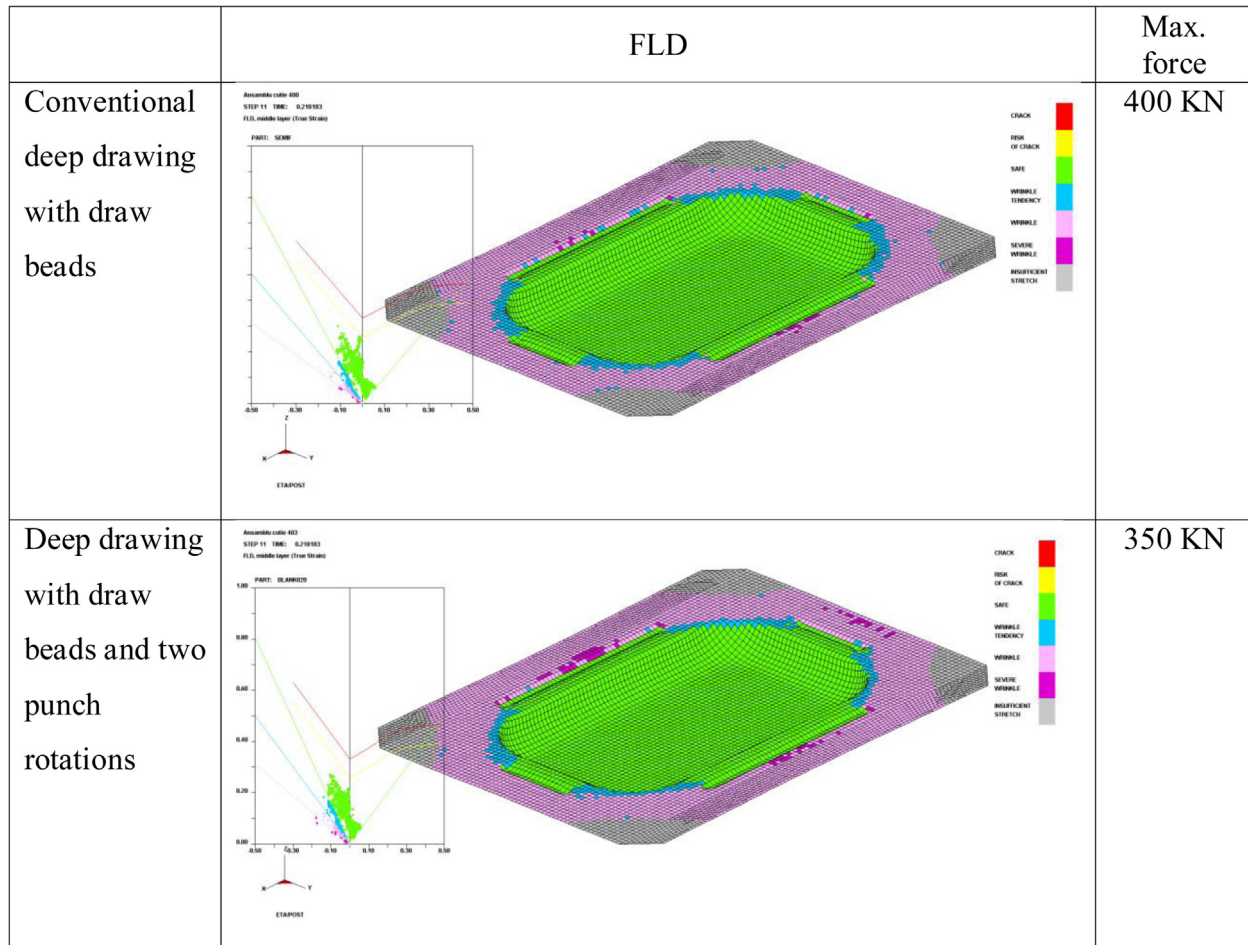 FLD
Max.
force
Conventional
deep drawing
with draw
beads
Ansamblu cutie 400
STEP 11 TIME: 0.210103
FLD, middle layer (True Strain)
PART: SEMIF
-0.50 -0.30 -0.10 0.10 0.30 0.50
Z
X Y
ETA/POST
CRACK
RISK
OF CRACK
SAFE
WRINKLE
TENDENCY
WRINKLE
SEVERE
WRINKLE
INSUFFICIENT
STRETCH
400 KN
Deep drawing
with draw
beads and two
punch
rotations
Ansamblu cutie 403
STEP 11 TIME: 0.210103
FLD, middle layer (True Strain)
PART: BLANK020
1.00
0.80
0.60
0.40
0.20
0.00
-0.50 -0.30 -0.10 0.10 0.30 0.50
Z
X Y
ETA/POST
CRACK
RISK
OF CRACK
SAFE
WRINKLE
TENDENCY
WRINKLE
SEVERE
WRINKLE
INSUFFICIENT
STRETCH
350 KN